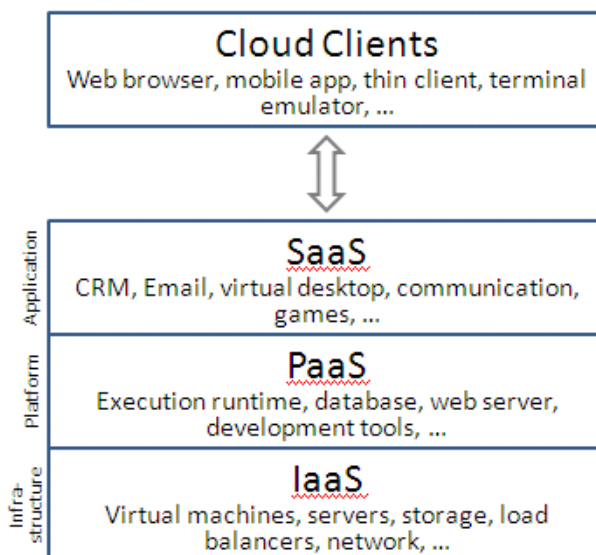 Cloud Clients
Web browser, mobile app, thin client, terminal
emulator, ...
Application
SaaS
CRM, Email, virtual desktop, communication,
games, ...
Platform
PaaS
Execution runtime, database, web server,
development tools, ...
Infra-
structure
IaaS
Virtual machines, servers, storage, load
balancers, network, ...